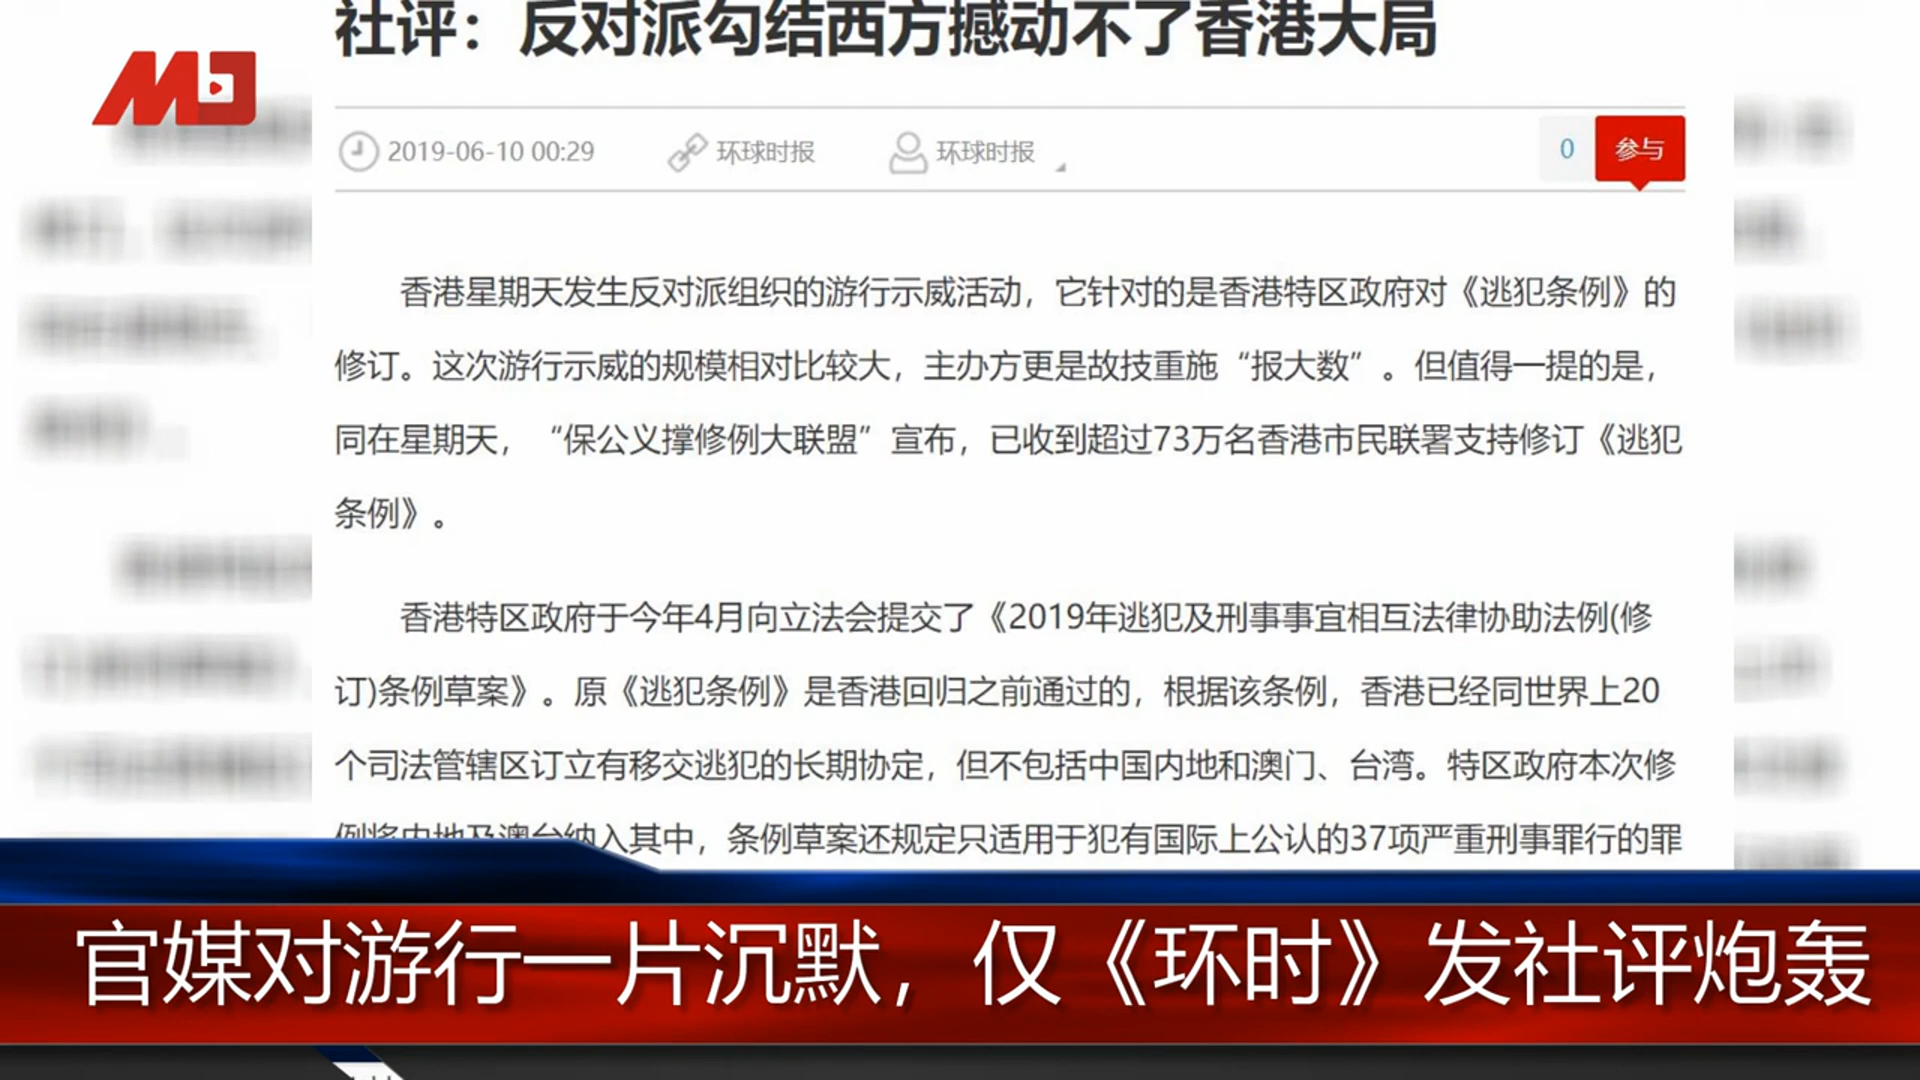 社评：反对派勾结西方撼动不了香港大局
MJ
2019-06-10 00:29 环球时报 环球时报 0 参与
香港星期天发生反对派组织的游行示威活动，它针对的是香港特区政府对《逃犯条例》的
修订。这次游行示威的规模相对比较大，主办方更是故技重施“报大数”。但值得一提的是，
同在星期天，“保公义撑修例大联盟”宣布，已收到超过73万名香港市民联署支持修订《逃犯
条例》。
香港特区政府于今年4月向立法会提交了《2019年逃犯及刑事事宜相互法律协助法例(修
订)条例草案》。原《逃犯条例》是香港回归之前通过的，根据该条例，香港已经同世界上20
个司法管辖区订立有移交逃犯的长期协定，但不包括中国内地和澳门、台湾。特区政府本次修
例将内地及澳台纳入其中，条例草案还规定只适用于犯有国际上公认的37项严重刑事罪行的罪
官媒对游行一片沉默，仅《环时》发社评炮轰